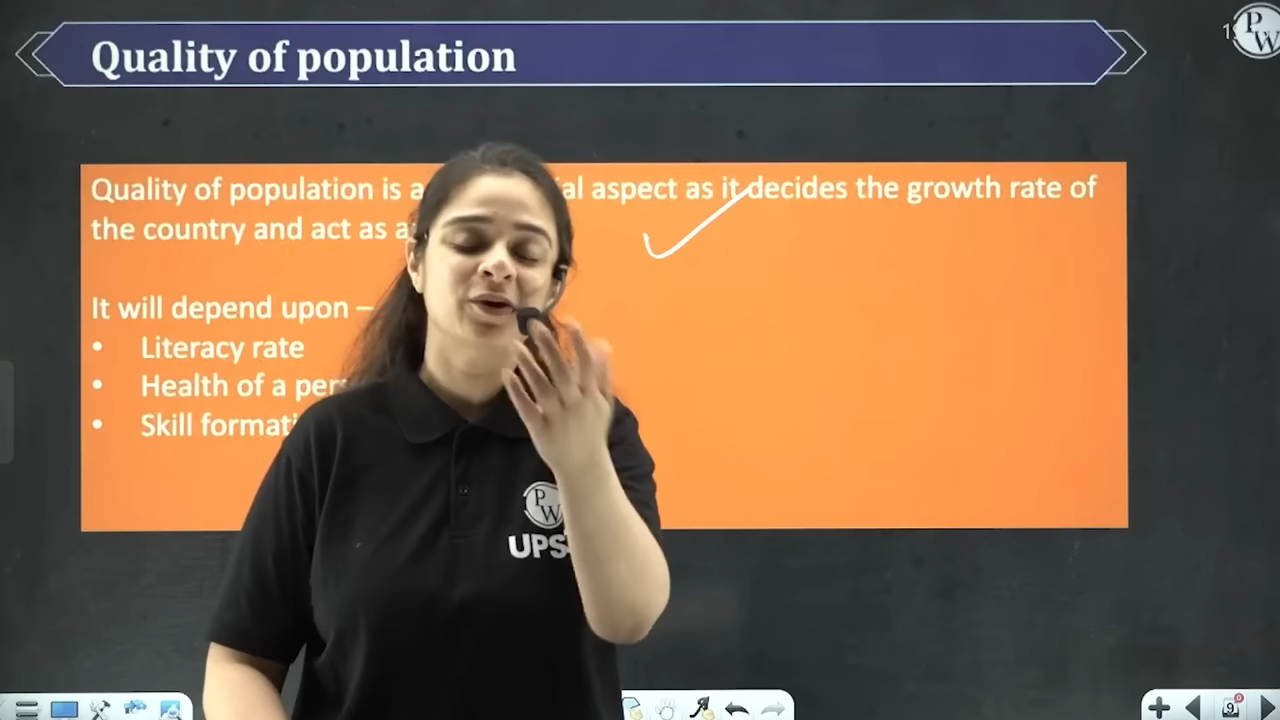 Quality of population
P
W
Quality of population is a al aspect as it decides the growth rate of
the country and act as a
It will depend upon –
• Literacy rate
• Health of a per
• Skill formati
P
W
UPS
9